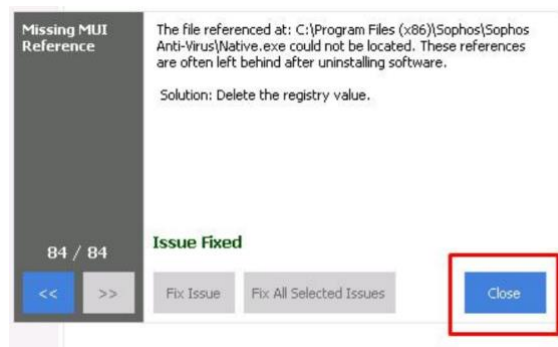 Missing MUI
Reference
The file referenced at: C:\Program Files (x86)\Sophos\Sophos
Anti-Virus\Native.exe could not be located. These references
are often left behind after uninstalling software.
Solution: Delete the registry value.
84 / 84
Issue Fixed
<< >> Fix Issue Fix All Selected Issues Close